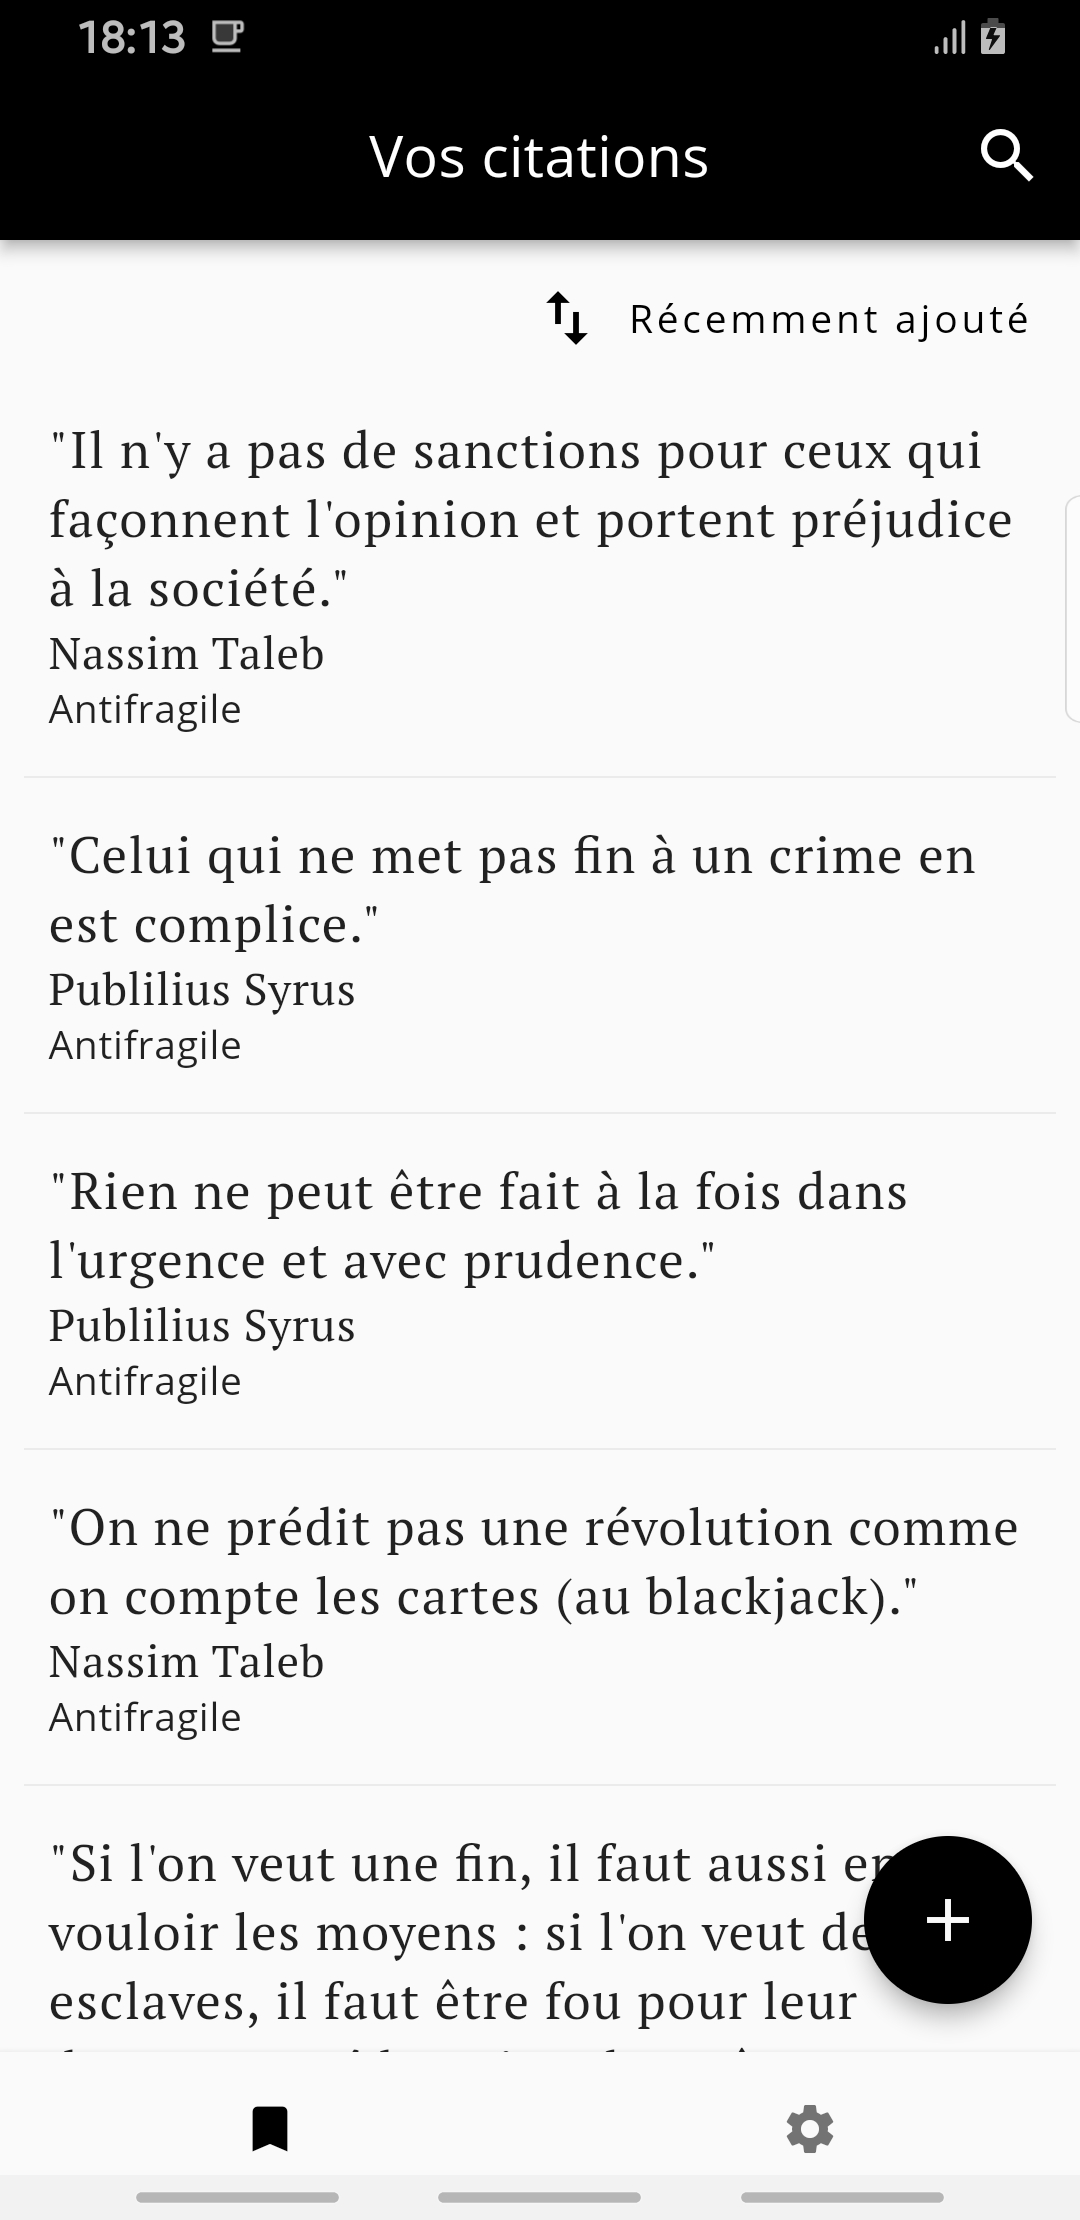 18:13
Vos citations
Récemment ajouté
"Il n'y a pas de sanctions pour ceux qui
façonnent l'opinion et portent préjudice
à la société."
Nassim Taleb
Antifragile
"Celui qui ne met pas fin à un crime en
est complice."
Publilius Syrus
Antifragile
"Rien ne peut être fait à la fois dans
l'urgence et avec prudence."
Publilius Syrus
Antifragile
"On ne prédit pas une révolution comme
on compte les cartes (au blackjack)."
Nassim Taleb
Antifragile
"Si l'on veut une fin, il faut aussi
vouloir les moyens : si l'on veut
esclaves, il faut être fou pour leur